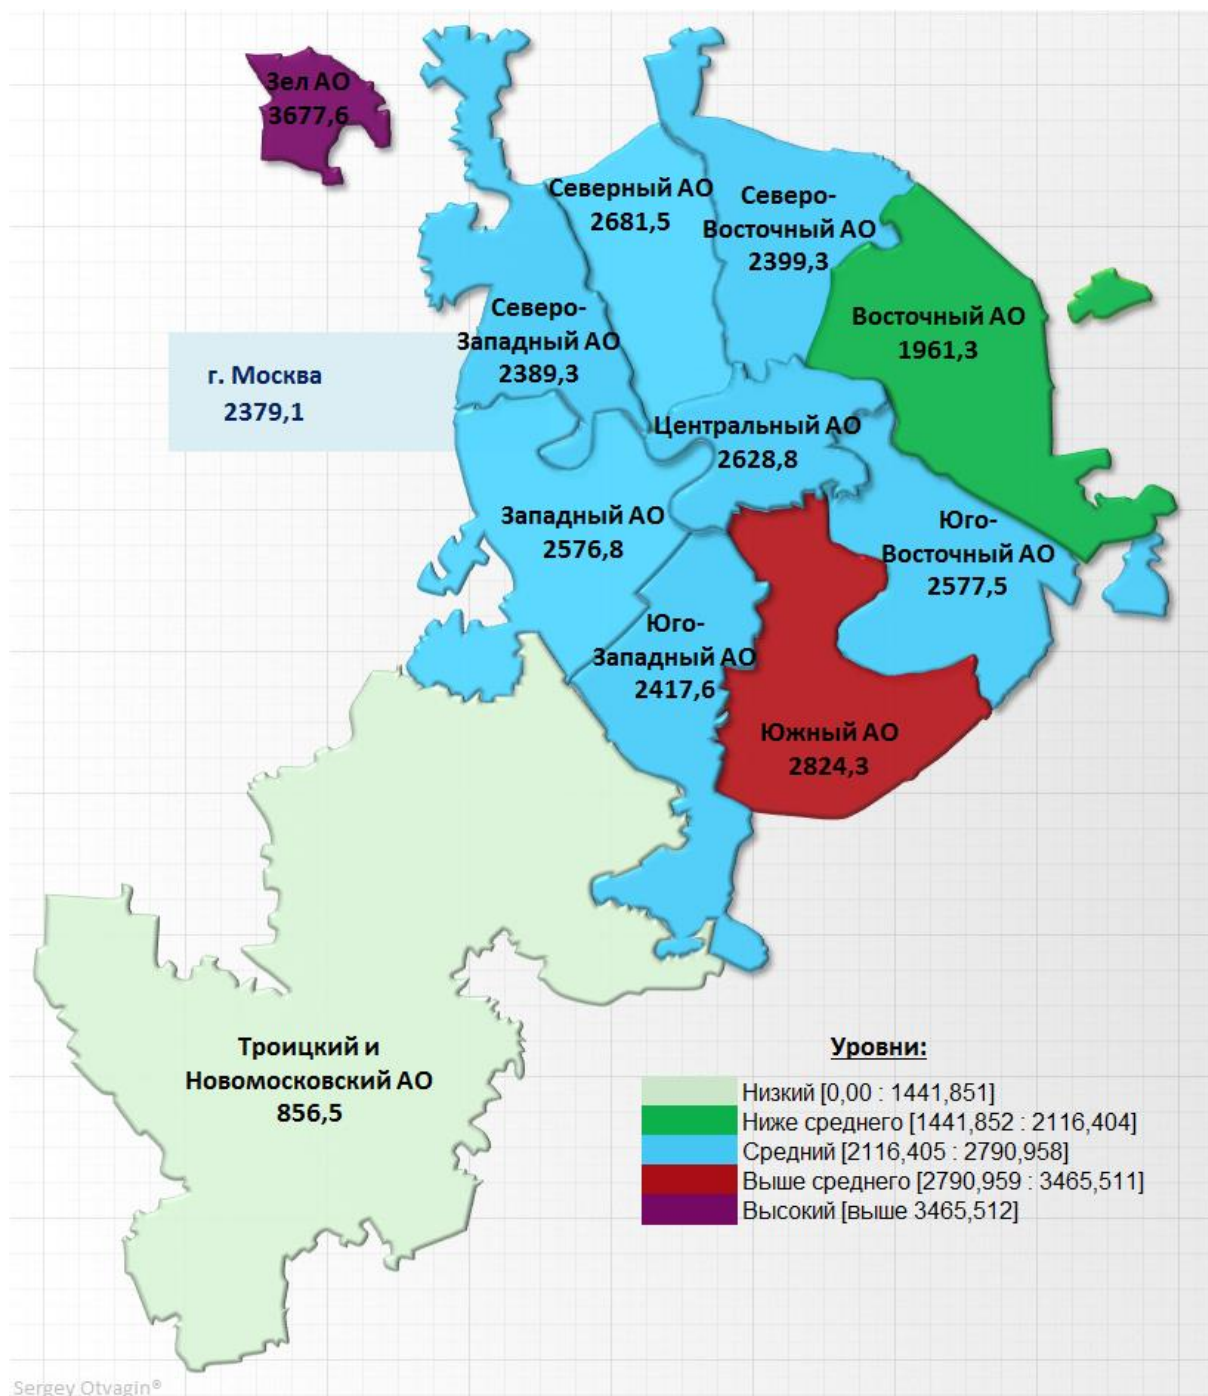 Зел АО
3677,6
Северный АО
2681,5
Северо-
Восточный АО
2399,3
Северо-
Западный АО
2389,3
Восточный АО
1961,3
г. Москва
2379,1
Центральный АО
2628,8
Западный АО
2576,8
Юго-
Восточный АО
2577,5
Юго-
Западный АО
2417,6
Южный АО
2824,3
Троицкий и
Новомосковский АО
856,5
Уровни:
Низкий [0,00 : 1441,851]
Ниже среднего [1441,852 : 2116,404]
Средний [2116,405 : 2790,958]
Выше среднего [2790,959 : 3465,511]
Высокий [выше 3465,512]
Sergey Otvagin®